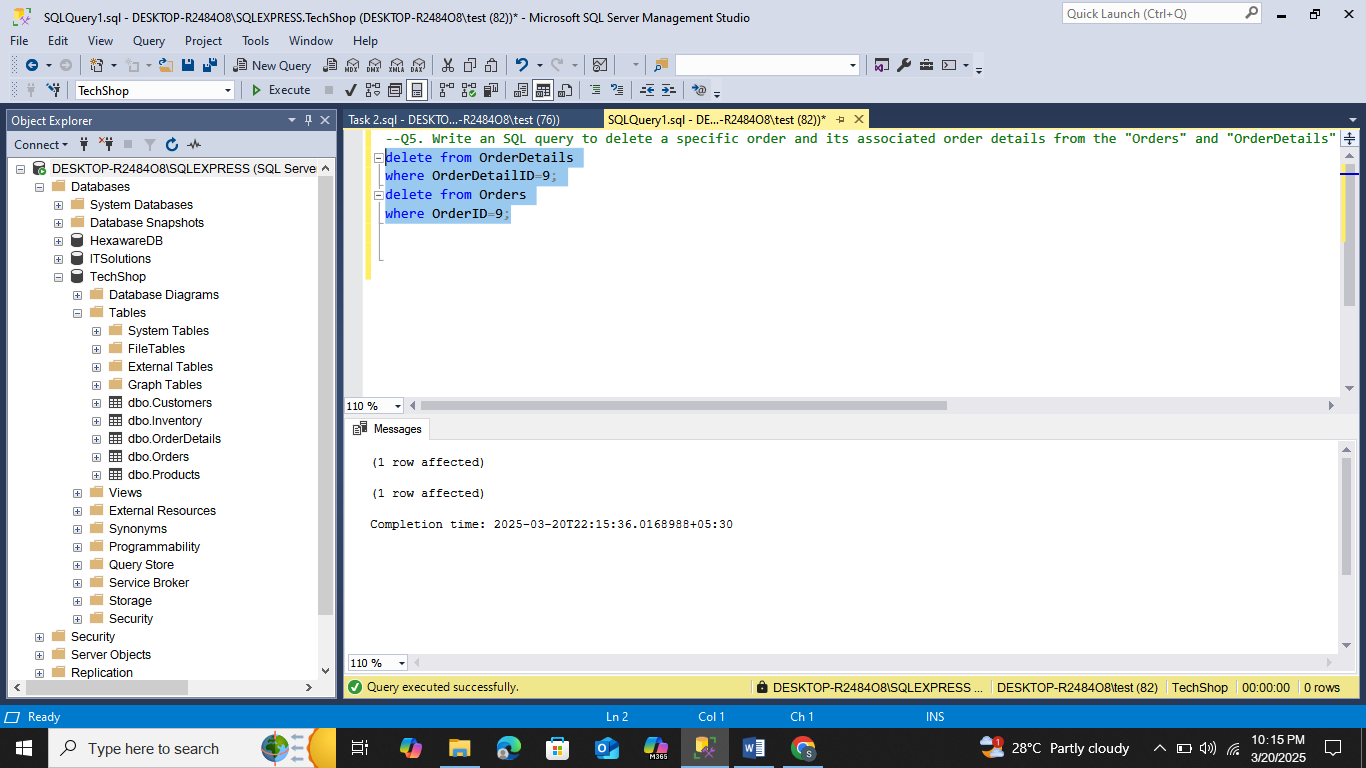 SQLQuery1.sql - DESKTOP-R2484O8\SQLEXPRESS.TechShop (DESKTOP-R2484O8\test (82))* - Microsoft SQL Server Management Studio
Quick Launch (Ctrl+Q)
File Edit View Query Project Tools Window Help
New Query MDX DMX XMLA DAX
TechShop Execute
Object Explorer
Connect
DESKTOP-R2484O8\SQLEXPRESS (SQL Serve
Databases
System Databases
Database Snapshots
HexawareDB
ITSolutions
TechShop
Database Diagrams
Tables
System Tables
FileTables
External Tables
Graph Tables
dbo.Customers
dbo.Inventory
dbo.OrderDetails
dbo.Orders
dbo.Products
Views
External Resources
Synonyms
Programmability
Query Store
Service Broker
Storage
Security
Security
Server Objects
Replication
Task 2.sql - DESKTO...-R2484O8\test (76))
SQLQuery1.sql - DE...-R2484O8\test (82))*
--Q5. Write an SQL query to delete a specific order and its associated order details from the "Orders" and "OrderDetails"
delete from OrderDetails
where OrderDetailID=9;
delete from Orders
where OrderID=9;
110 %
Messages
(1 row affected)
(1 row affected)
Completion time: 2025-03-20T22:15:36.0168988+05:30
110 %
Query executed successfully.
DESKTOP-R2484O8\SQLEXPRESS ... DESKTOP-R2484O8\test (82) TechShop 00:00:00 0 rows
Ready Ln 2 Col 1 Ch 1 INS
Type here to search
M365
1
28°C Partly cloudy
10:15 PM
3/20/2025